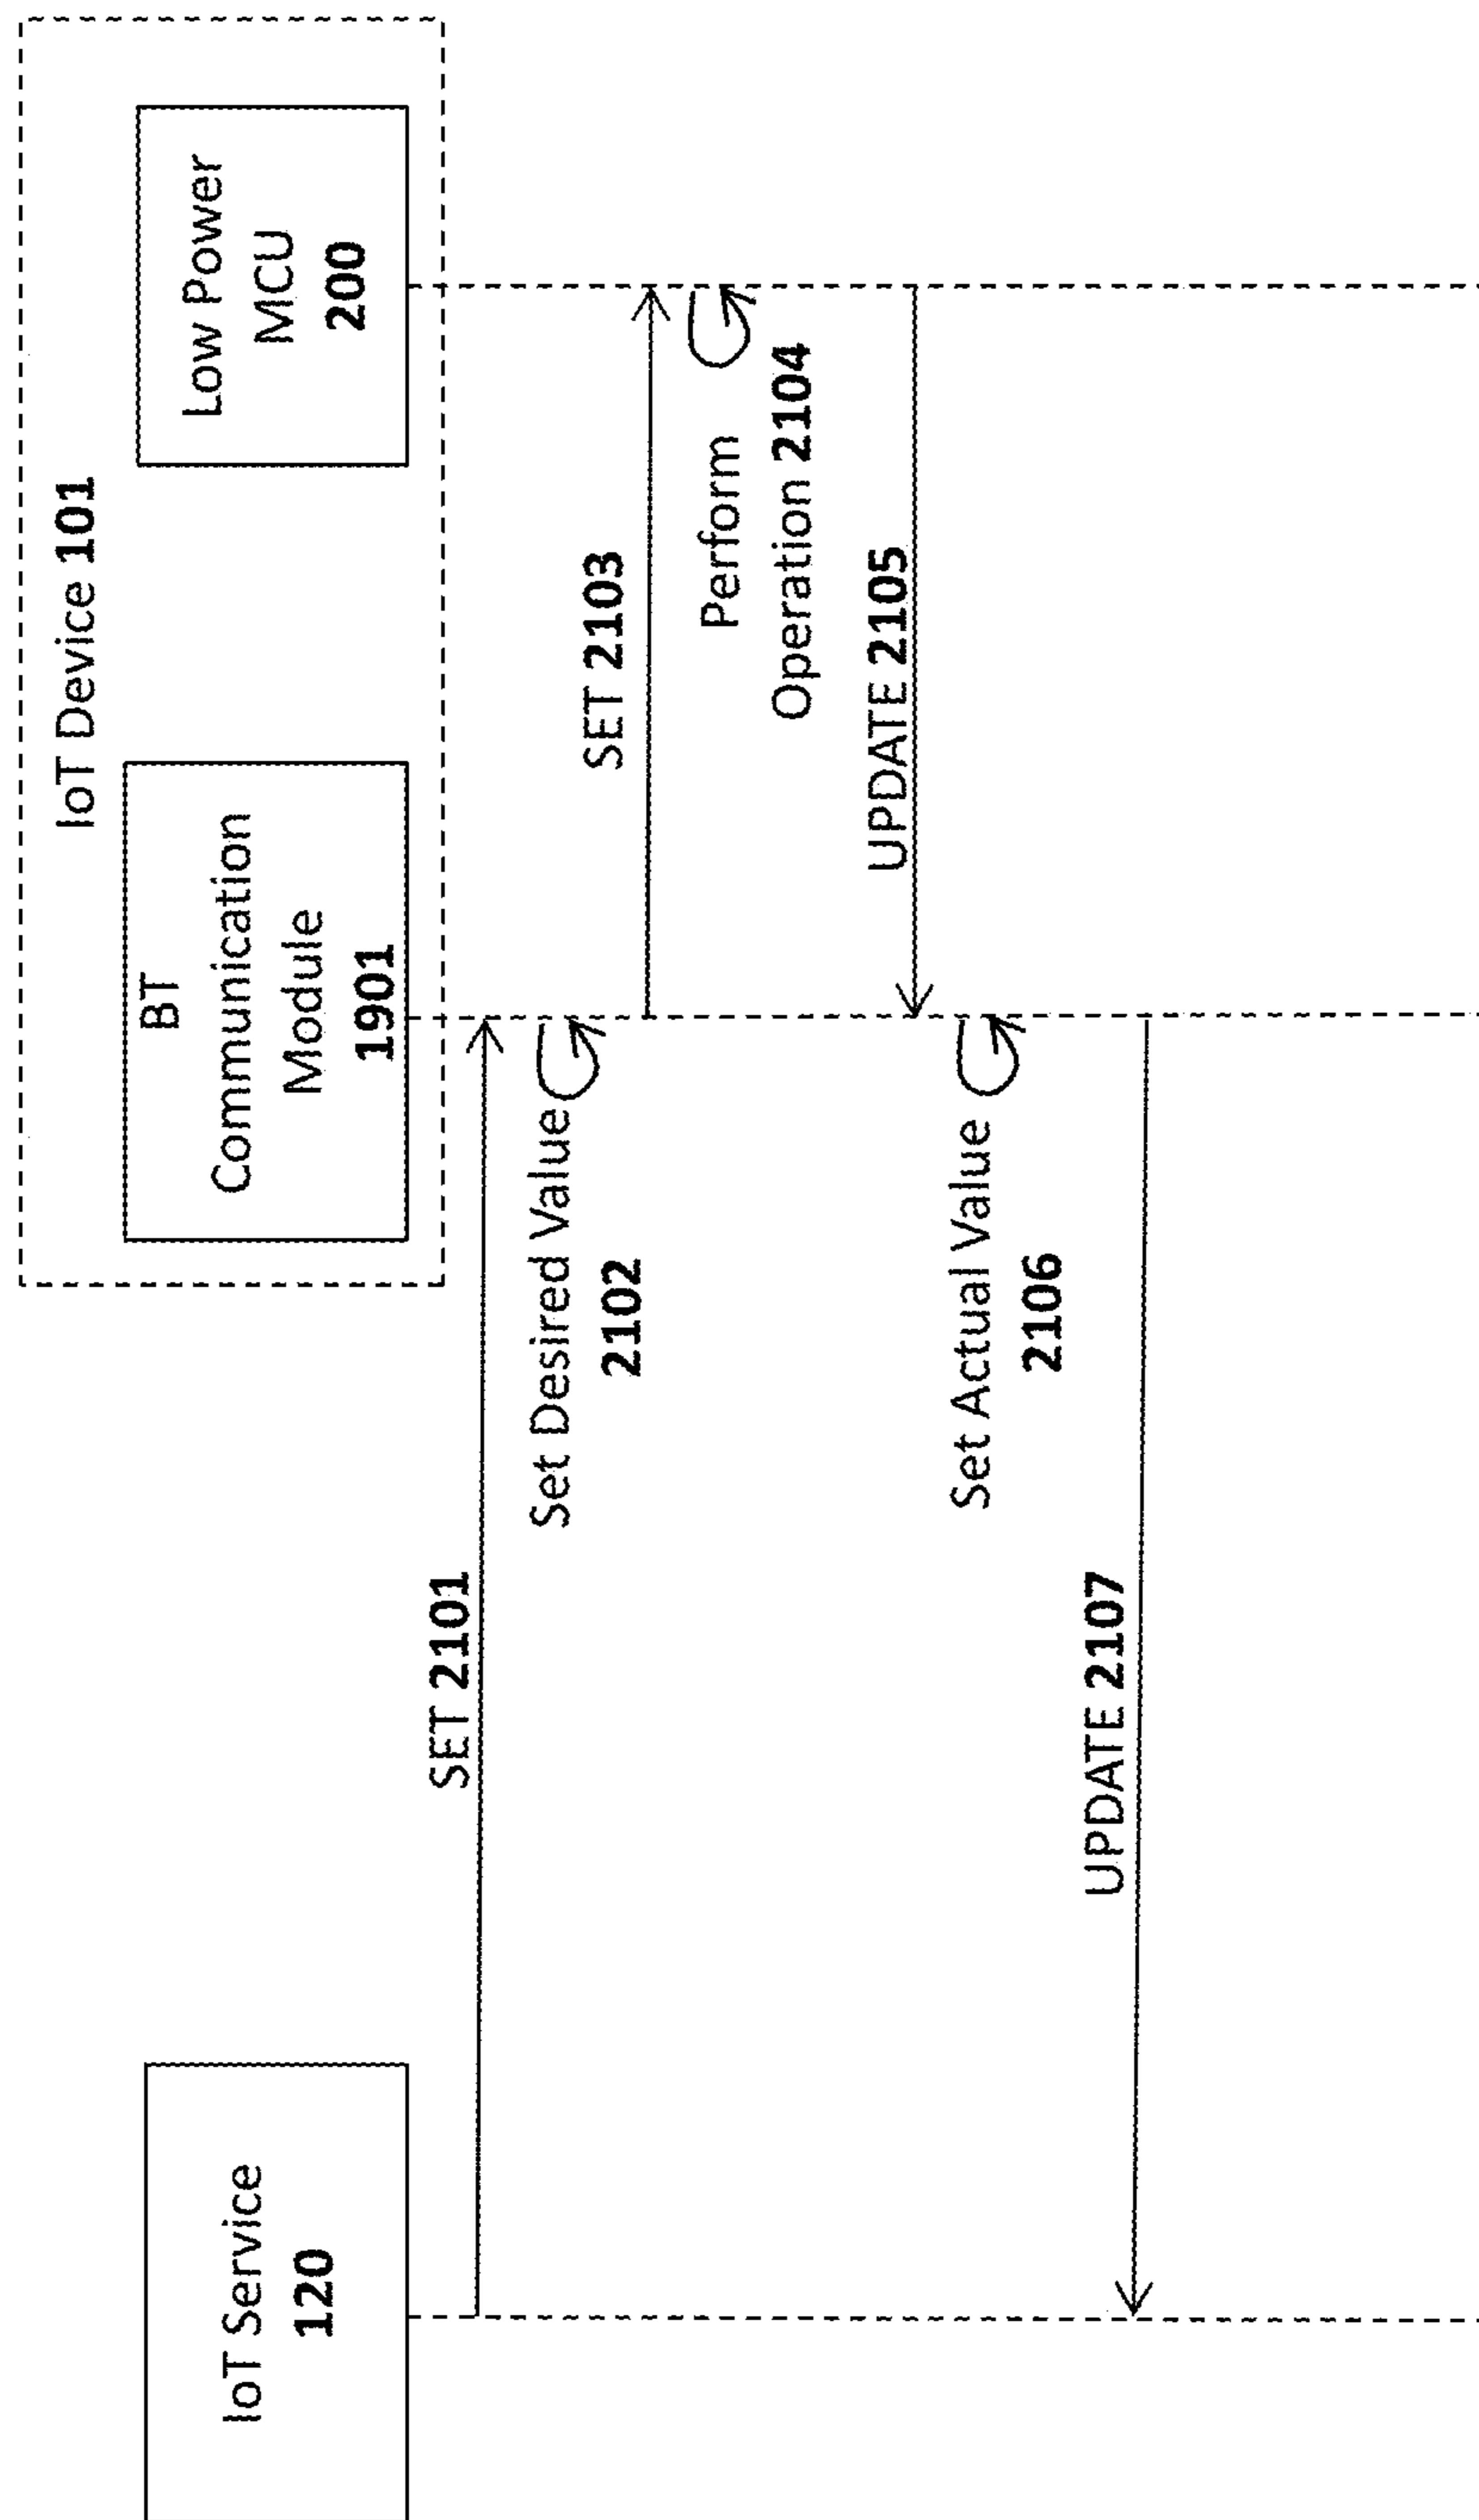 IoT Device 101
IoT Service
120
BT
Communication
Module
1901
Low Power
MCU
200
SET 2101
Set Desired Value
2102
SET 2103
Perform
Operation 2104
UPDATE 2105
Set Actual Value
2106
UPDATE 2107